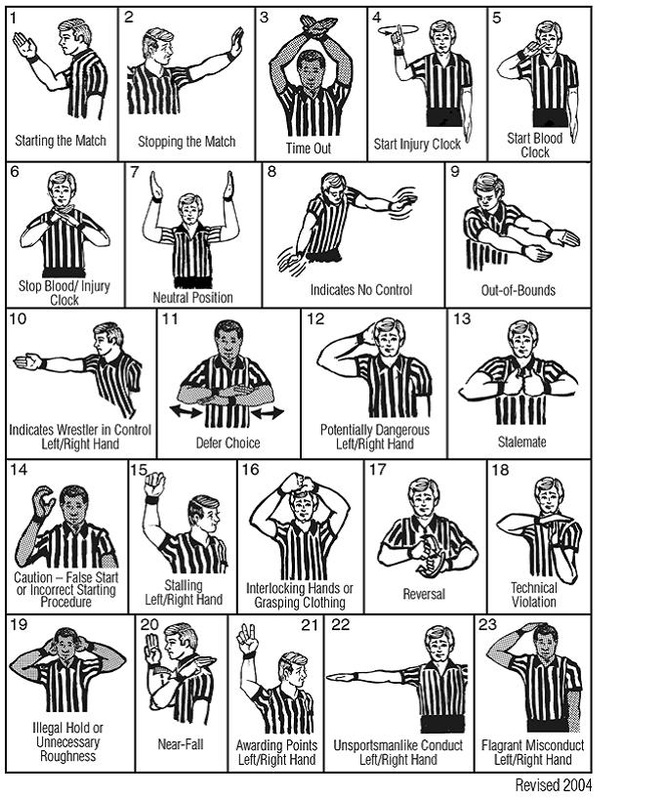 1
Starting the Match
2
Stopping the Match
3
Time Out
4
Start Injury Clock
5
Start Blood
Clock
6
Stop Blood/ Injury
Clock
7
Neutral Position
8
Indicates No Control
9
Out-of-Bounds
10
Indicates Wrestler in Control
Left/Right Hand
11
Defer Choice
12
Potentially Dangerous
Left/Right Hand
13
Stalemate
14
Caution – False Start
or Incorrect Starting
Procedure
15
Stalling
Left/Right Hand
16
Interlocking Hands or
Grasping Clothing
17
Reversal
18
Technical
Violation
19
Illegal Hold or
Unnecessary
Roughness
20
Near-Fall
21
Awarding Points
Left/Right Hand
22
Unsportsmanlike Conduct
Left/Right Hand
23
Flagrant Misconduct
Left/Right Hand
Revised 2004